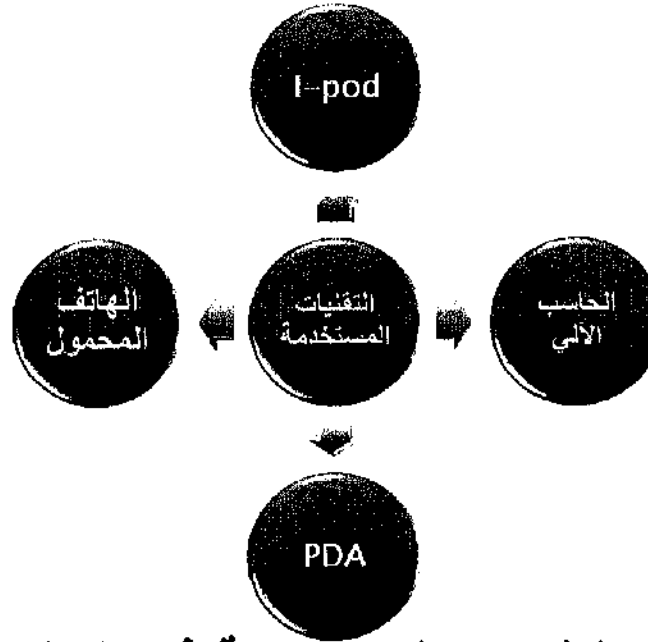 I-pod
الحاسب
الآلي
التقنيات
المستخدمة
الهاتف
المحمول
PDA